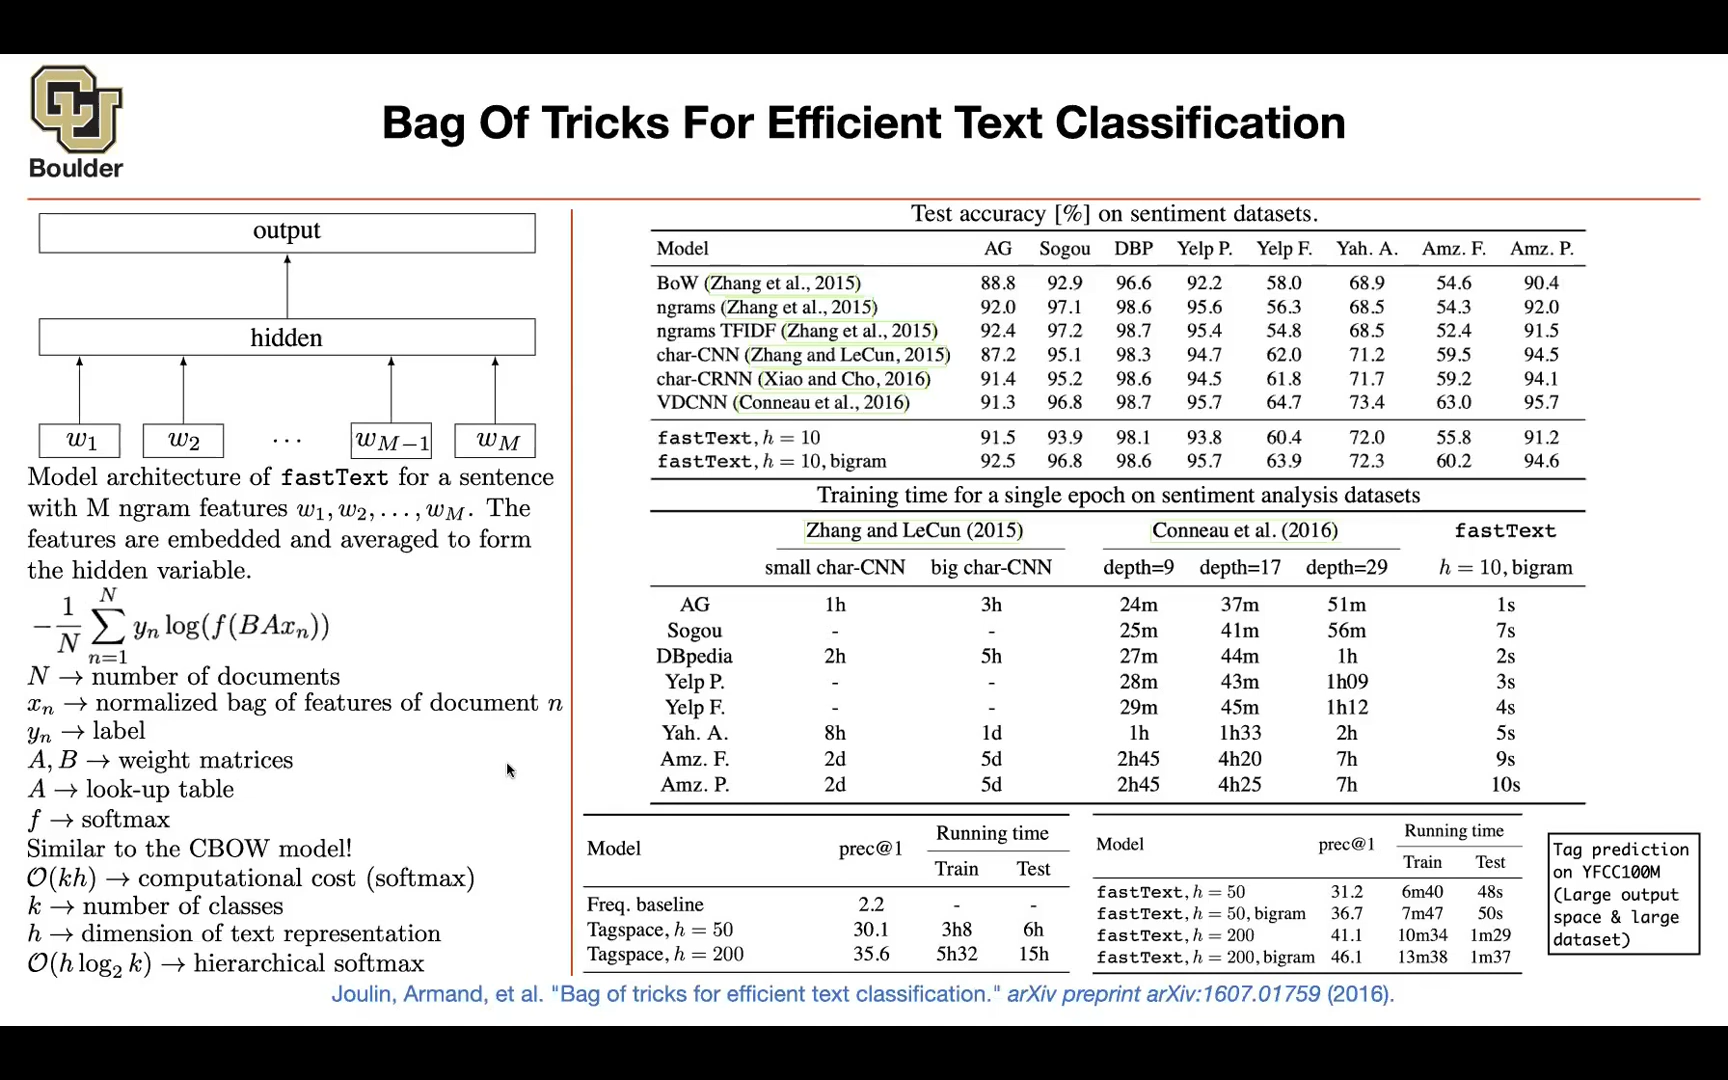 Boulder
Bag Of Tricks For Efficient Text Classification
output
hidden
w₁ w₂ ⋯ w_{M−1} w_M
Model architecture of fastText for a sentence
with M ngram features w₁, w₂, …, w_M. The
features are embedded and averaged to form
the hidden variable.
−1/N ∑_{n=1}^{N} yₙ log(f(BAxₙ))
N → number of documents
xₙ → normalized bag of features of document n
yₙ → label
A, B → weight matrices
A → look-up table
f → softmax
Similar to the CBOW model!
O(kh) → computational cost (softmax)
k → number of classes
h → dimension of text representation
O(h log₂ k) → hierarchical softmax
Test accuracy [%] on sentiment datasets.
Model AG Sogou DBP Yelp P. Yelp F. Yah. A. Amz. F. Amz. P.
BoW (Zhang et al., 2015) 88.8 92.9 96.6 92.2 58.0 68.9 54.6 90.4
ngrams (Zhang et al., 2015) 92.0 97.1 98.6 95.6 56.3 68.5 54.3 92.0
ngrams TFIDF (Zhang et al., 2015) 92.4 97.2 98.7 95.4 54.8 68.5 52.4 91.5
char-CNN (Zhang and LeCun, 2015) 87.2 95.1 98.3 94.7 62.0 71.2 59.5 94.5
char-CRNN (Xiao and Cho, 2016) 91.4 95.2 98.6 94.5 61.8 71.7 59.2 94.1
VDCNN (Conneau et al., 2016) 91.3 96.8 98.7 95.7 64.7 73.4 63.0 95.7
fastText, h = 10 91.5 93.9 98.1 93.8 60.4 72.0 55.8 91.2
fastText, h = 10, bigram 92.5 96.8 98.6 95.7 63.9 72.3 60.2 94.6
Training time for a single epoch on sentiment analysis datasets
Zhang and LeCun (2015) Conneau et al. (2016) fastText
small char-CNN big char-CNN depth=9 depth=17 depth=29 h = 10, bigram
AG 1h 3h 24m 37m 51m 1s
Sogou - - 25m 41m 56m 7s
DBpedia 2h 5h 27m 44m 1h 2s
Yelp P. - - 28m 43m 1h09 3s
Yelp F. - - 29m 45m 1h12 4s
Yah. A. 8h 1d 1h 1h33 2h 5s
Amz. F. 2d 5d 2h45 4h20 7h 9s
Amz. P. 2d 5d 2h45 4h25 7h 10s
Model prec@1 Running time
Train Test
Freq. baseline 2.2 - -
Tagspace, h = 50 30.1 3h8 6h
Tagspace, h = 200 35.6 5h32 15h
Model prec@1 Running time
Train Test
fastText, h = 50 31.2 6m40 48s
fastText, h = 50, bigram 36.7 7m47 50s
fastText, h = 200 41.1 10m34 1m29
fastText, h = 200, bigram 46.1 13m38 1m37
Tag prediction
on YFCC100M
(Large output
space & large
dataset)
Joulin, Armand, et al. "Bag of tricks for efficient text classification." arXiv preprint arXiv:1607.01759 (2016).